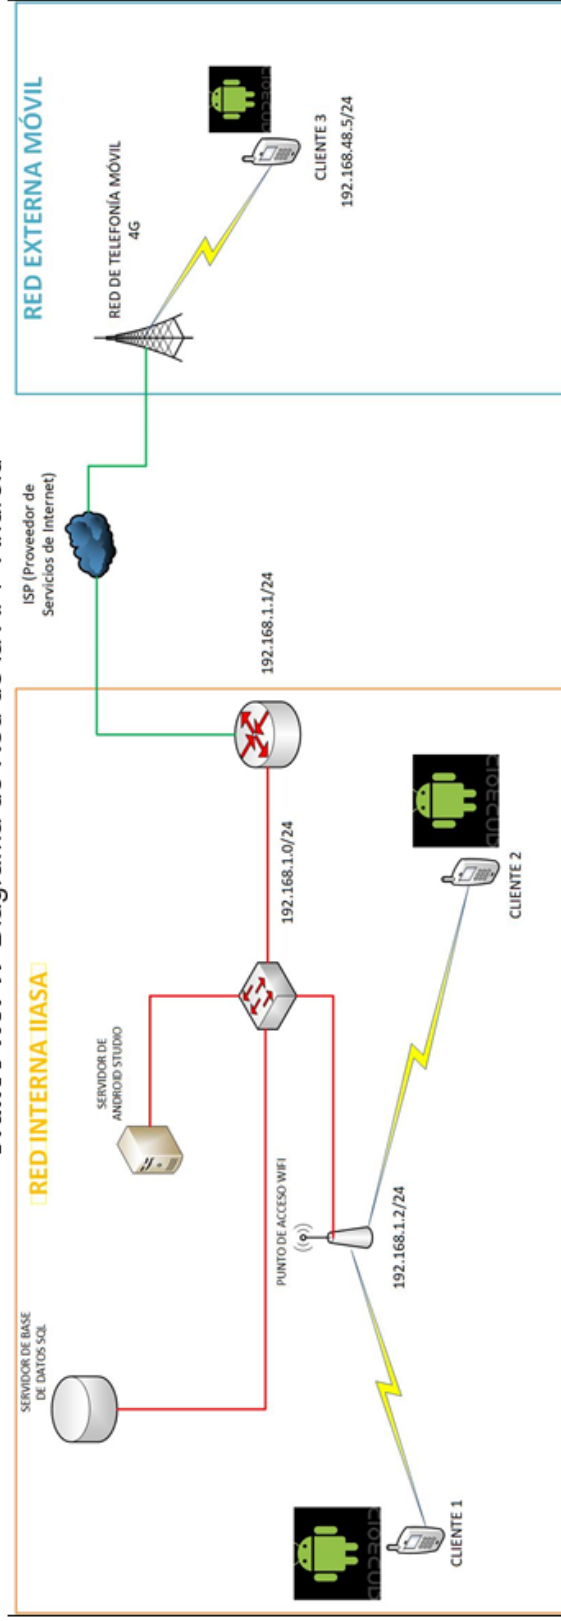 RED INTERNA IIASA
SERVIDOR DE BASE
DE DATOS SQL
SERVIDOR DE
ANDROID STUDIO
PUNTO DE ACCESO WIFI
192.168.1.2/24
CLIENTE 1
CLIENTE 2
192.168.1.0/24
192.168.1.1/24
ISP (Proveedor de
Servicios de Internet)
RED EXTERNA MÓVIL
RED DE TELEFONÍA MÓVIL
4G
CLIENTE 3
192.168.48.5/24